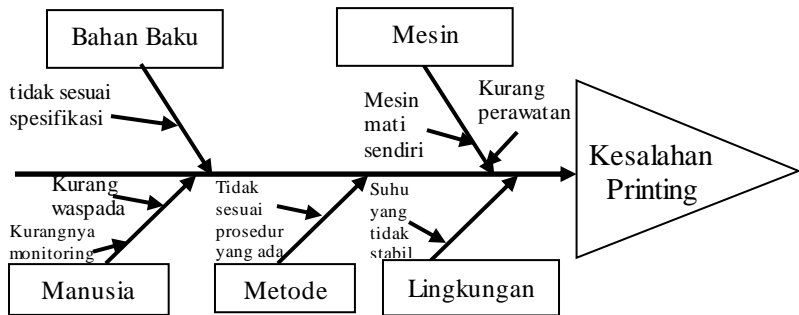 Bahan Baku
Mesin
tidak sesuai
spesifikasi
Mesin
mati
sendiri
Kurang
perawatan
Kesalahan
Printing
Kurang
waspada
Kurangnya
monitoring
Tidak
sesuai
prosedur
yang ada
Suhu
yang
tidak
stabil
Manusia
Metode
Lingkungan